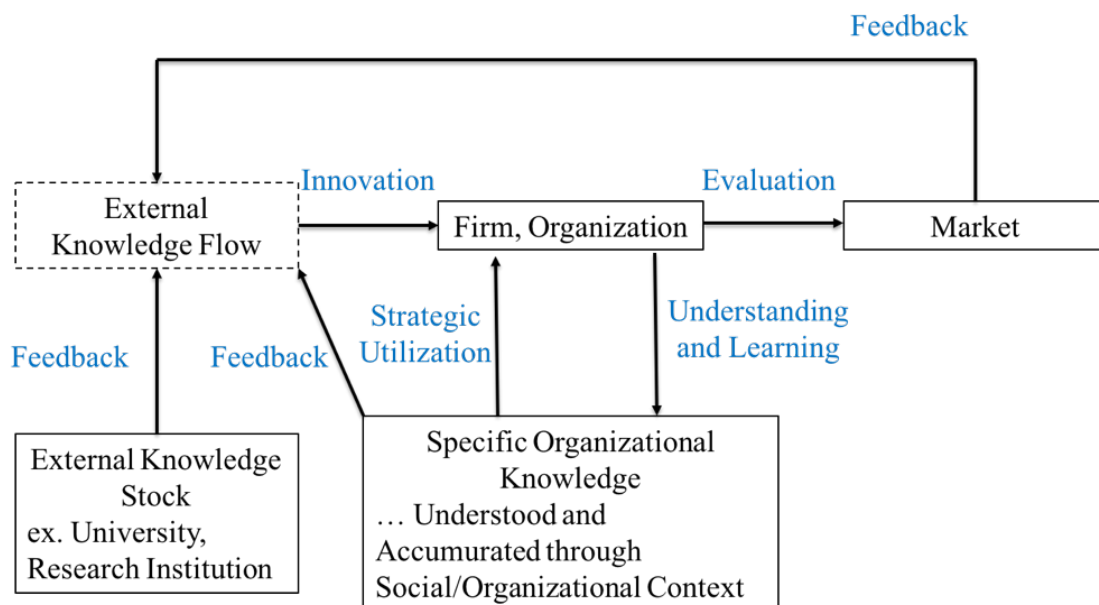 Feedback
Innovation
Evaluation
External
Knowledge Flow
Firm, Organization
Market
Strategic
Utilization
Understanding
and Learning
Feedback
Feedback
External Knowledge
Stock
ex. University,
Research Institution
Specific Organizational
Knowledge
… Understood and
Accumurated through
Social/Organizational Context